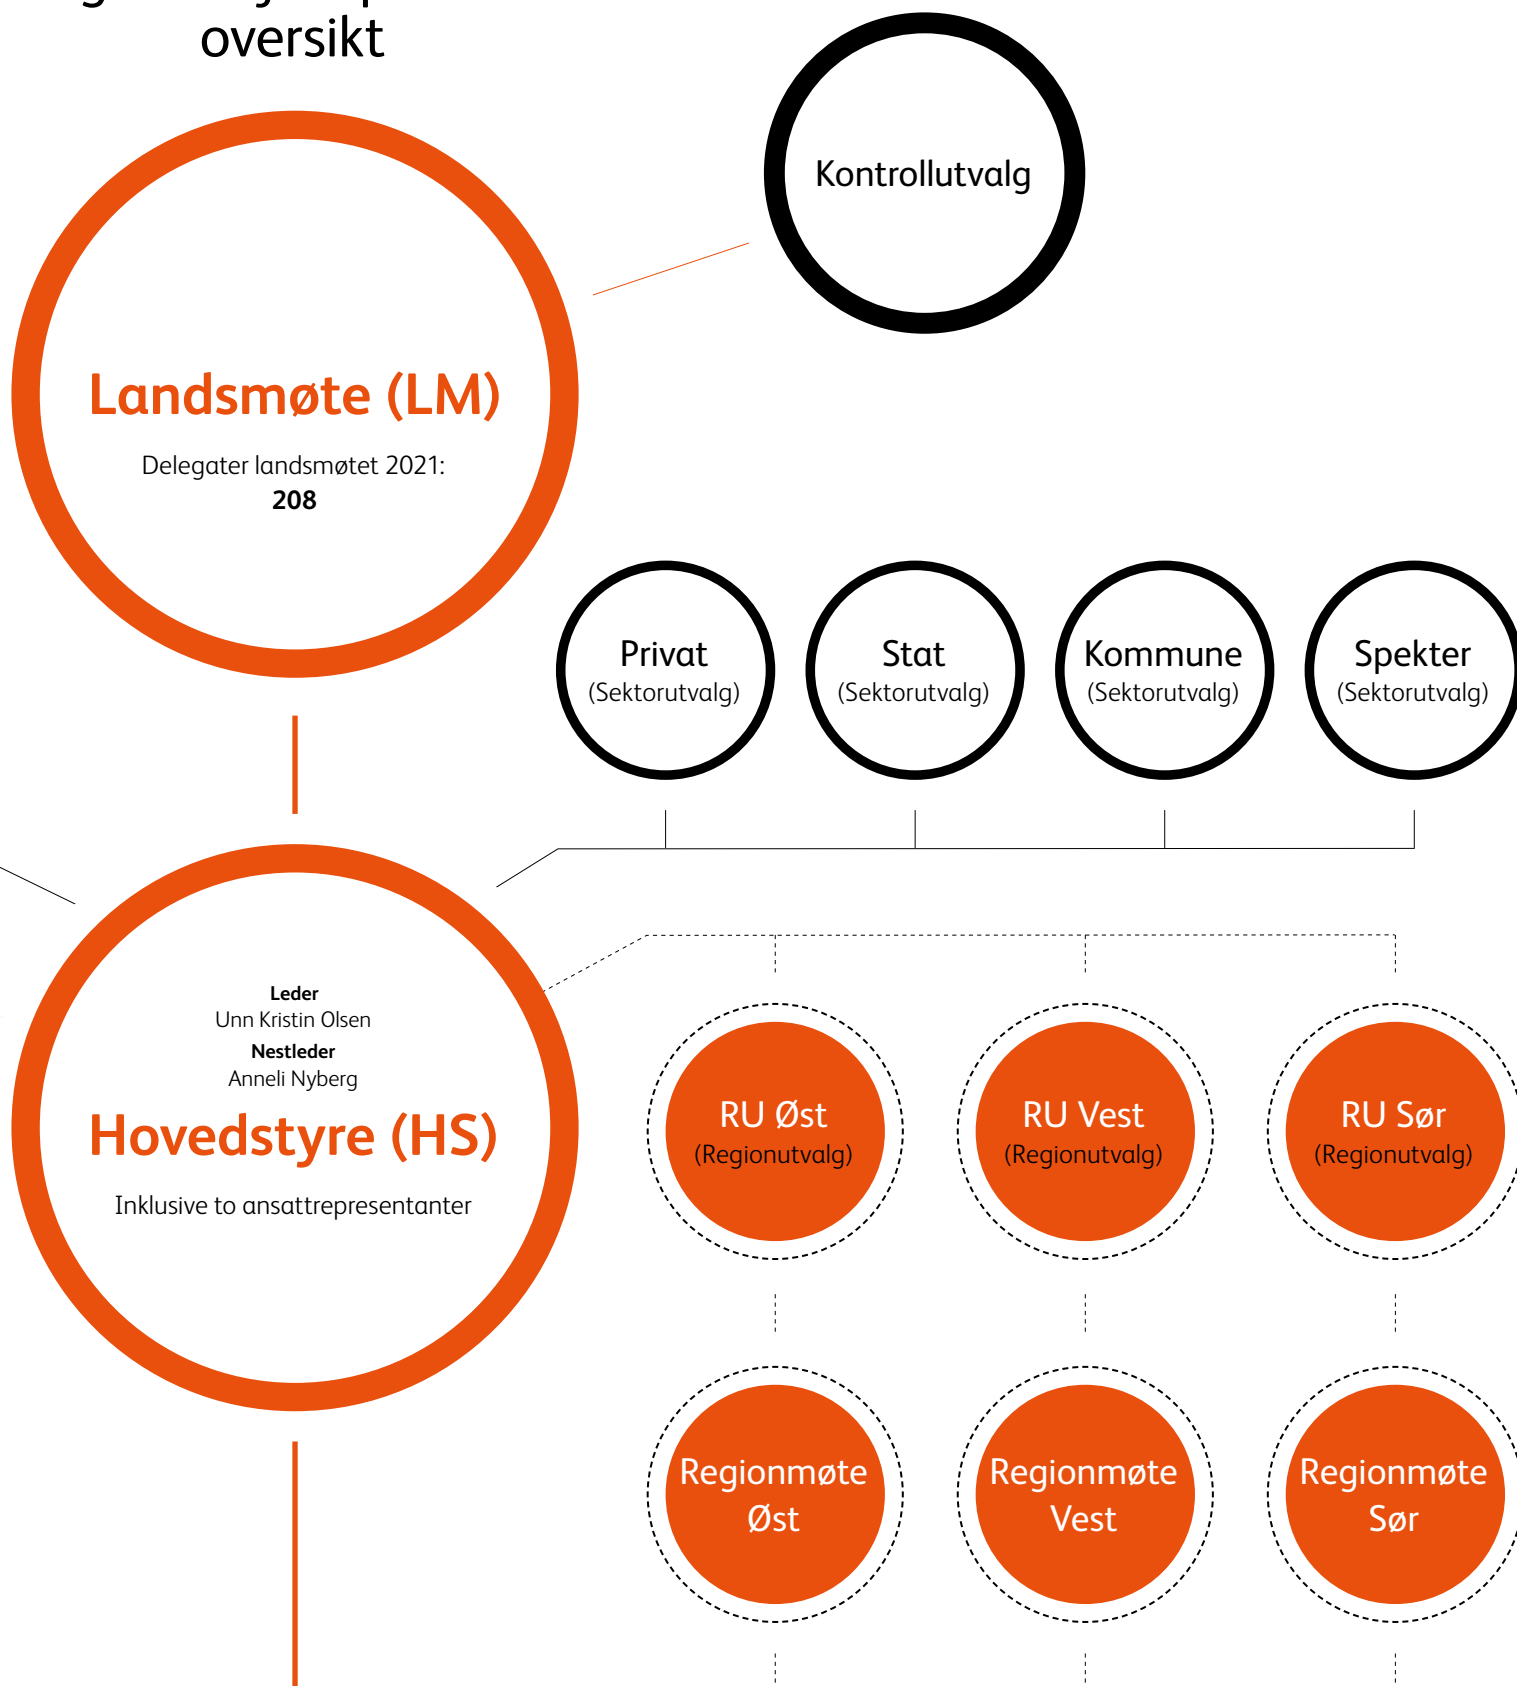 oversikt
Kontrollutvalg
Landsmøte (LM)
Delegater landsmøtet 2021:
208
Privat
(Sektorutvalg)
Stat
(Sektorutvalg)
Kommune
(Sektorutvalg)
Spekter
(Sektorutvalg)
Leder
Unn Kristin Olsen
Nestleder
Anneli Nyberg
Hovedstyre (HS)
Inklusive to ansattrepresentanter
RU Øst
(Regionutvalg)
RU Vest
(Regionutvalg)
RU Sør
(Regionutvalg)
Regionmøte
Øst
Regionmøte
Vest
Regionmøte
Sør